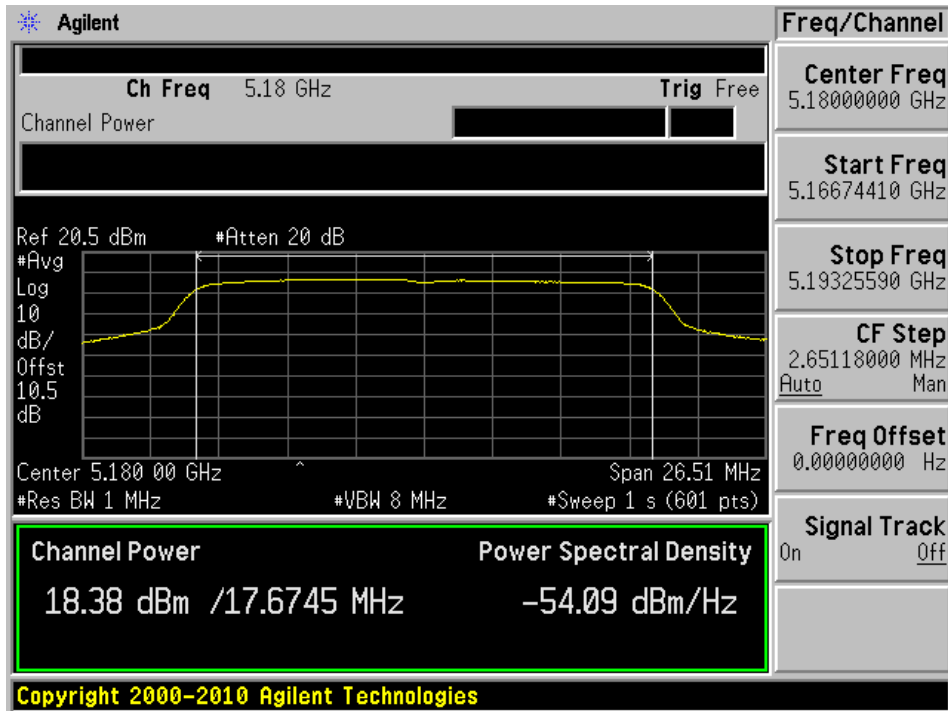 Agilent
Freq/Channel
Ch Freq 5.18 GHz Trig Free
Channel Power
Center Freq
5.18000000 GHz
Start Freq
5.16674410 GHz
Stop Freq
5.19325590 GHz
CF Step
2.65118000 MHz
Auto Man
Freq Offset
0.00000000 Hz
Signal Track
On Off
Ref 20.5 dBm #Atten 20 dB
#Avg
Log
10
dB/
Offst
10.5
dB
Center 5.180 00 GHz ^ Span 26.51 MHz
#Res BW 1 MHz #VBW 8 MHz #Sweep 1 s (601 pts)
Channel Power Power Spectral Density
18.38 dBm /17.6745 MHz -54.09 dBm/Hz
Copyright 2000-2010 Agilent Technologies